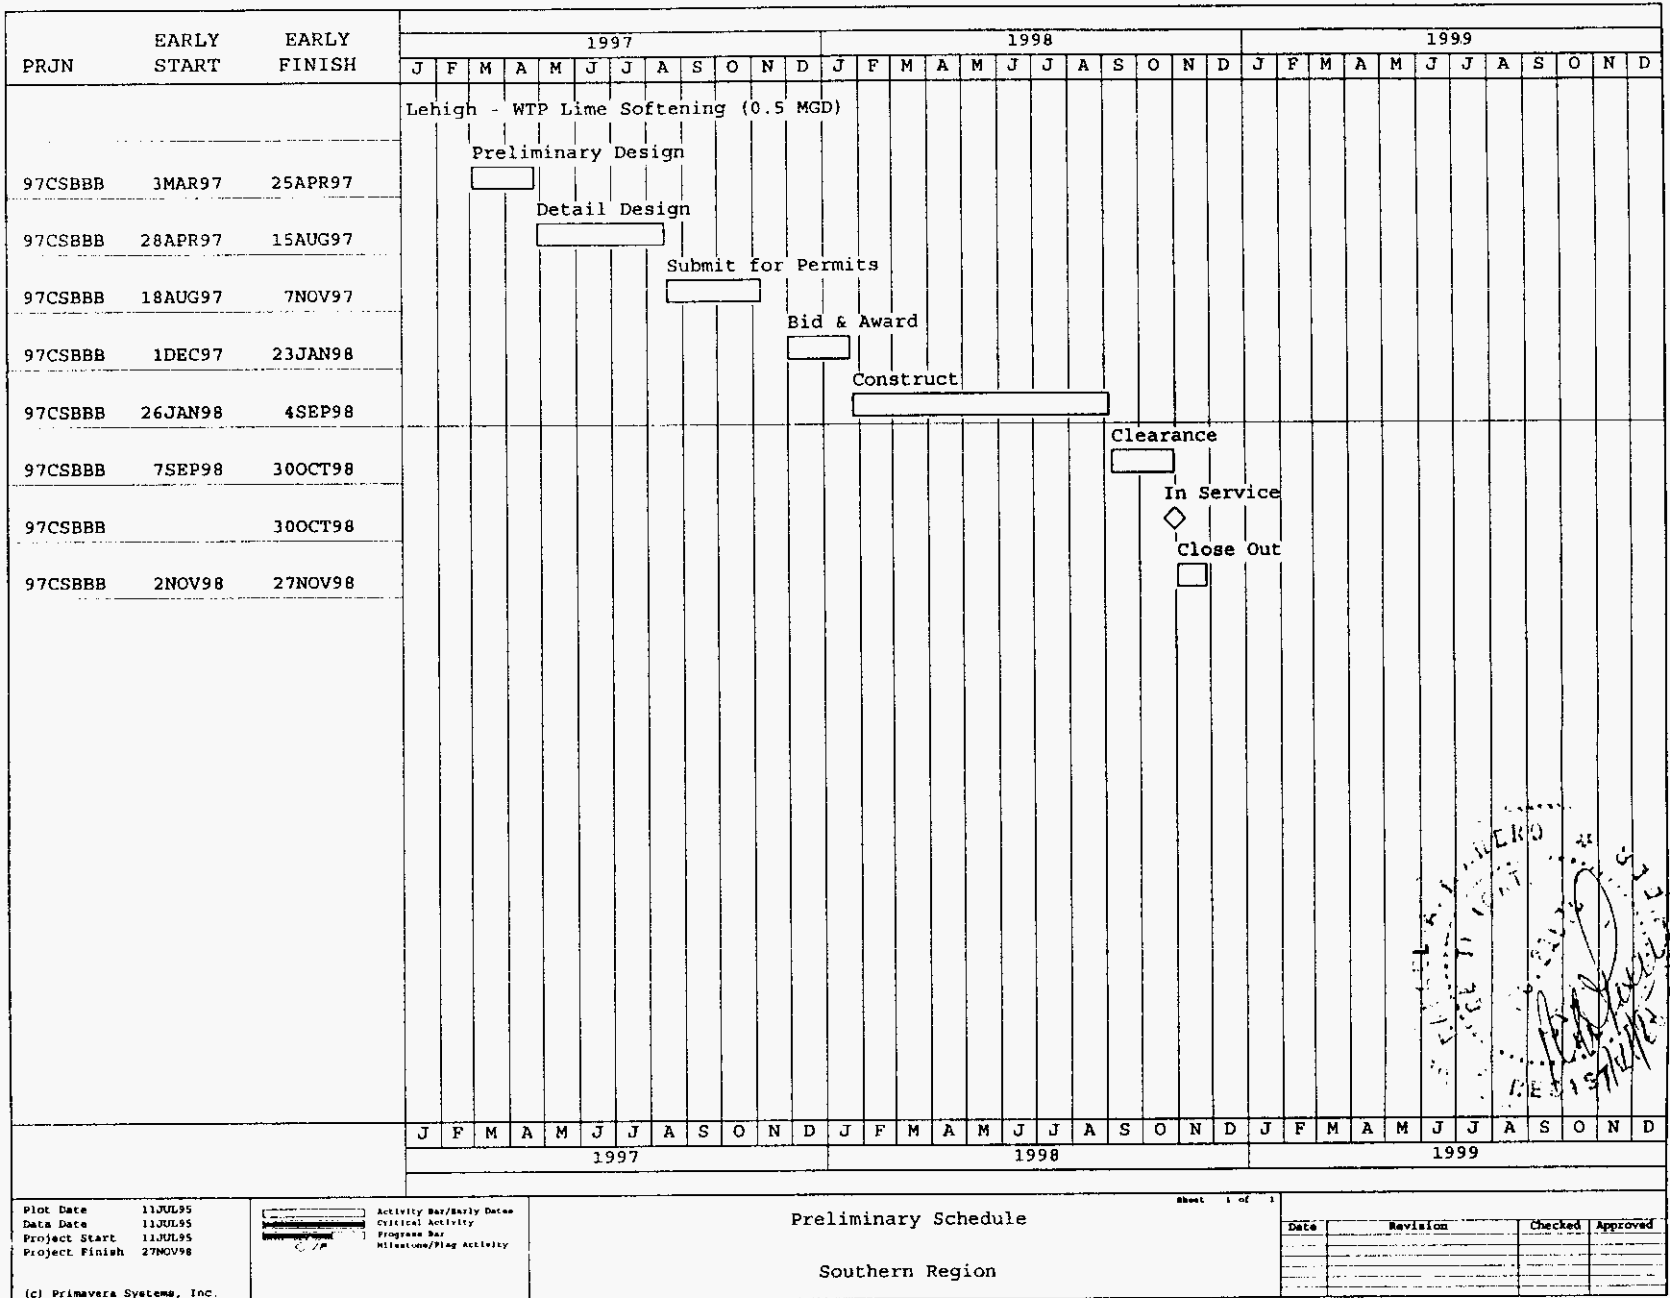 PRJN EARLY START EARLY FINISH
1997 1998 1999
J F M A M J J A S O N D J F M A M J J A S O N D J F M A M J J A S O N D
Lehigh - WTP Lime Softening (0.5 MGD)
Preliminary Design
97CSBBB 3MAR97 25APR97
Detail Design
97CSBBB 28APR97 15AUG97
Submit for Permits
97CSBBB 18AUG97 7NOV97
Bid & Award
97CSBBB 1DEC97 23JAN98
Construct
97CSBBB 26JAN98 4SEP98
Clearance
97CSBBB 7SEP98 30OCT98
In Service
97CSBBB 30OCT98
Close Out
97CSBBB 2NOV98 27NOV98
J F M A M J J A S O N D J F M A M J J A S O N D J F M A M J J A S O N D
1997 1998 1999
Plot Date 11JUL95
Data Date 11JUL95
Project Start 11JUL95
Project Finish 27NOV98
(c) Primavera Systems, Inc.
Activity Bar/Early Dates
Critical Activity
Progress Bar
Milestone/Flag Activity
Preliminary Schedule
Southern Region
Sheet 1 of 1
Date Revision Checked Approved